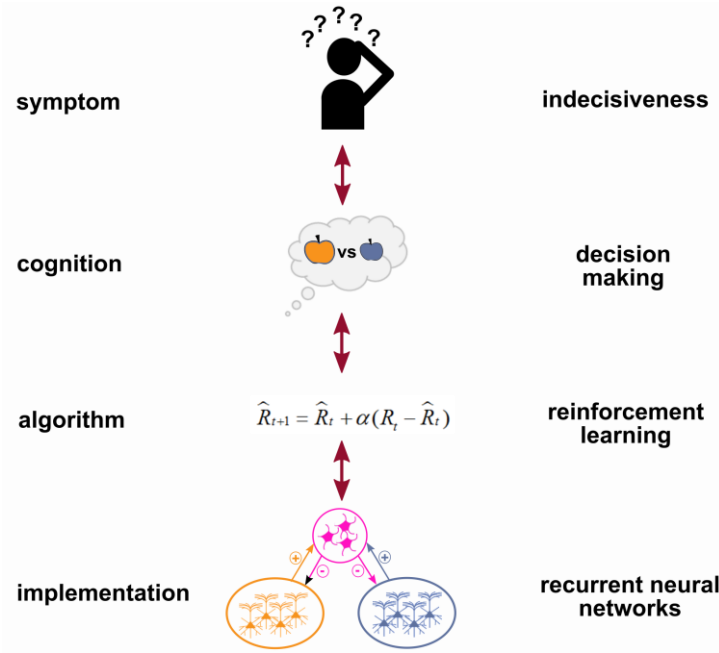 ? ? ? ? ?
symptom
indecisiveness
cognition
vs
decision
making
algorithm
R̂ₜ₊₁ = R̂ₜ + α(Rₜ − R̂ₜ)
reinforcement
learning
implementation
+ - - +
recurrent neural
networks